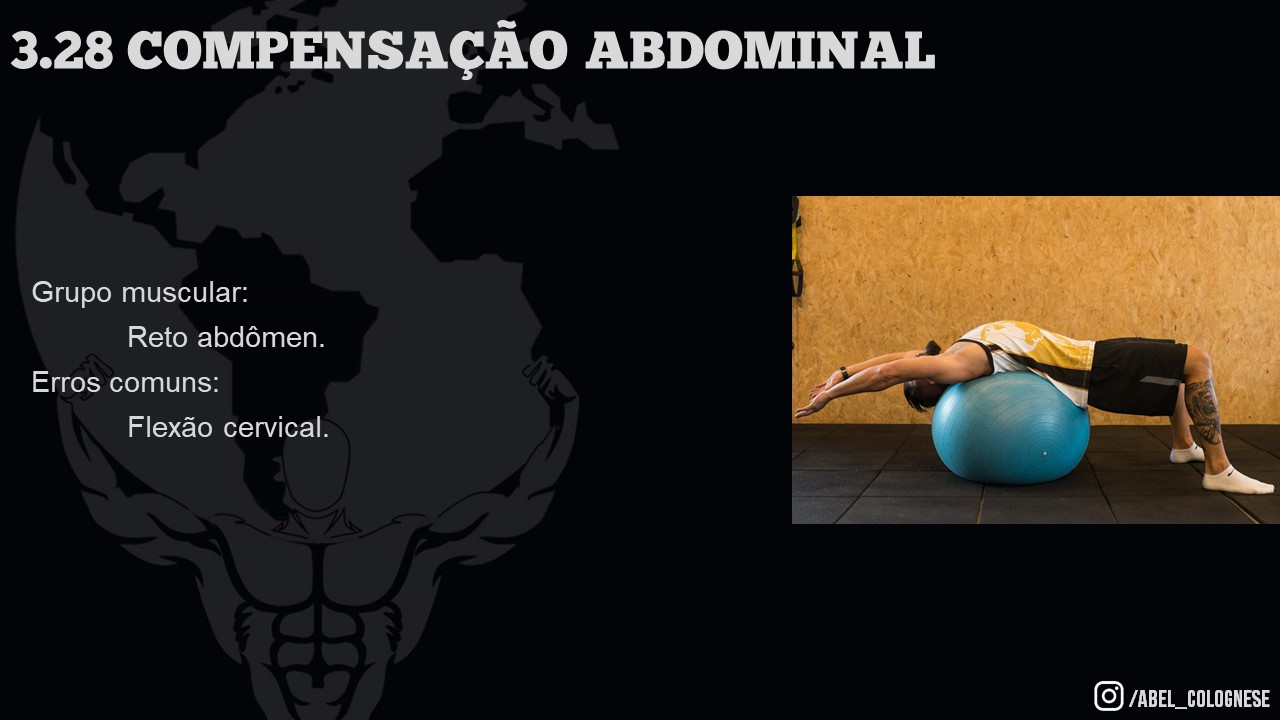 3.28 COMPENSAÇÃO ABDOMINAL
Grupo muscular:
Reto abdômen.
Erros comuns:
Flexão cervical.
/ABEL_COLOGNESE